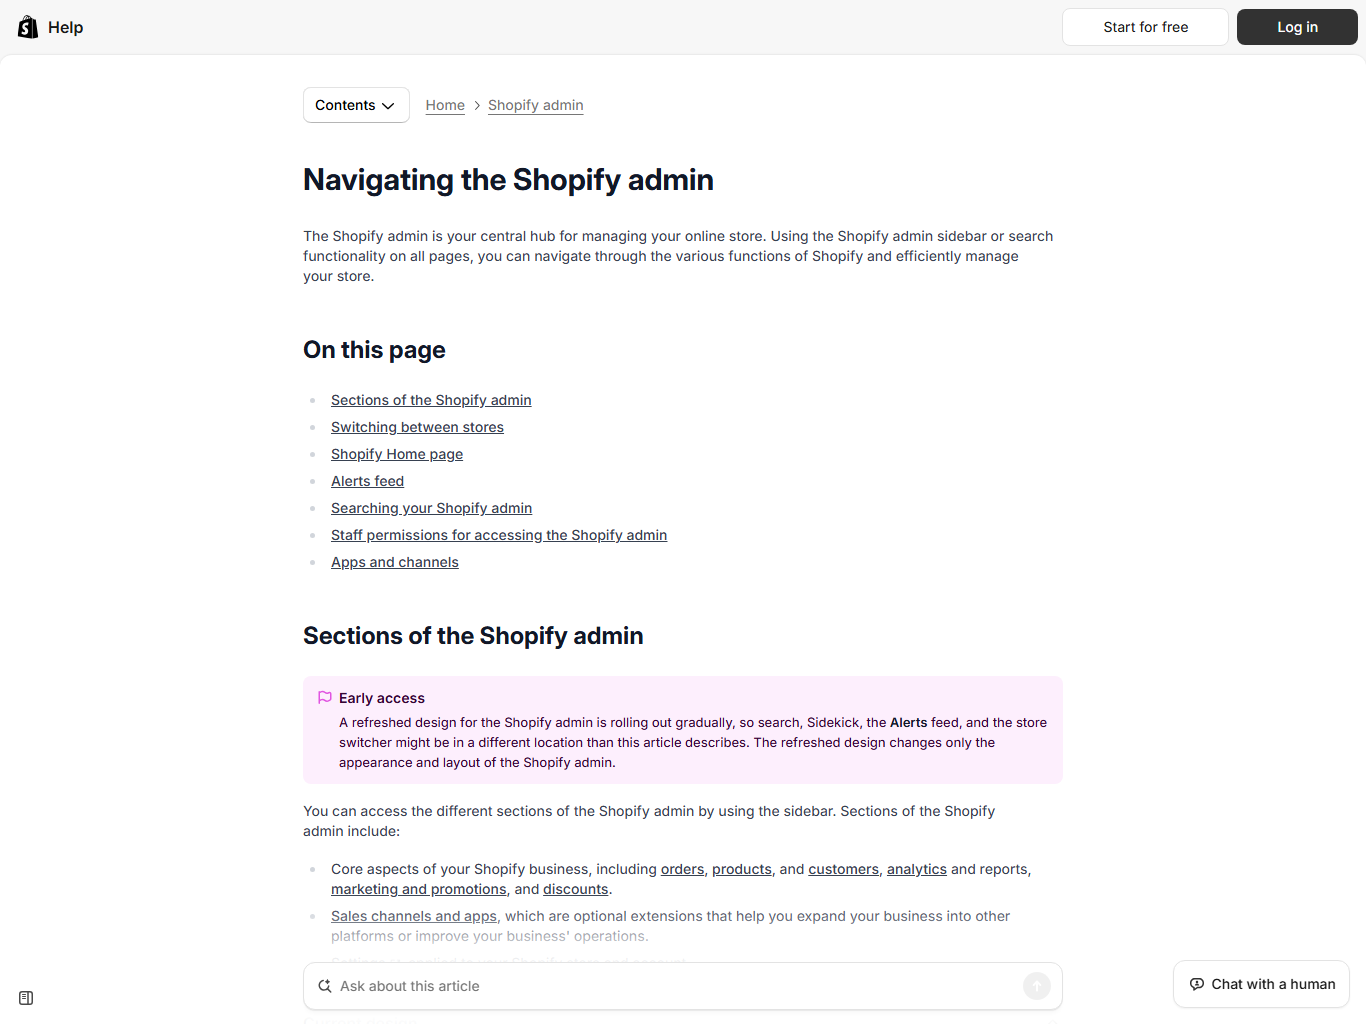 Help
Start for free
Log in
Contents
Home
Shopify admin
Navigating the Shopify admin
The Shopify admin is your central hub for managing your online store. Using the Shopify admin sidebar or search
functionality on all pages, you can navigate through the various functions of Shopify and efficiently manage
your store.
On this page
Sections of the Shopify admin
Switching between stores
Shopify Home page
Alerts feed
Searching your Shopify admin
Staff permissions for accessing the Shopify admin
Apps and channels
Sections of the Shopify admin
Early access
A refreshed design for the Shopify admin is rolling out gradually, so search, Sidekick, the Alerts feed, and the store
switcher might be in a different location than this article describes. The refreshed design changes only the
appearance and layout of the Shopify admin.
You can access the different sections of the Shopify admin by using the sidebar. Sections of the Shopify
admin include:
Core aspects of your Shopify business, including orders, products, and customers, analytics and reports,
marketing and promotions, and discounts.
Sales channels and apps, which are optional extensions that help you expand your business into other
platforms or improve your business' operations.
Ask about this article
Chat with a human